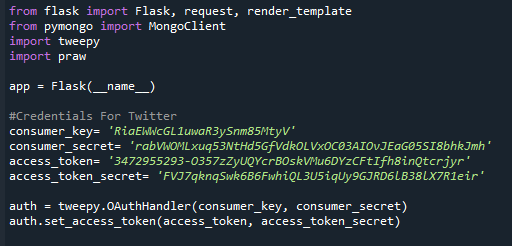 from flask import Flask, request, render_template
from pymongo import MongoClient
import tweepy
import praw
app = Flask(__name__)
#Credentials For Twitter
consumer_key= 'RiaEWWcGL1uwaR3ySnm85MtyV'
consumer_secret= 'rabVWOMLxuq53NtHd5GfVdkOLVxOC03AIOvJEaG05SI8bhkJmh'
access_token= '3472955293-O357zZyUQYcrBOskVMu6DYzCFtIfh8inQtcrjyr'
access_token_secret= 'FVJ7qknqSwk6B6FwhiQL3U5iqUy9GJRD6lB38lX7R1eir'
auth = tweepy.OAuthHandler(consumer_key, consumer_secret)
auth.set_access_token(access_token, access_token_secret)